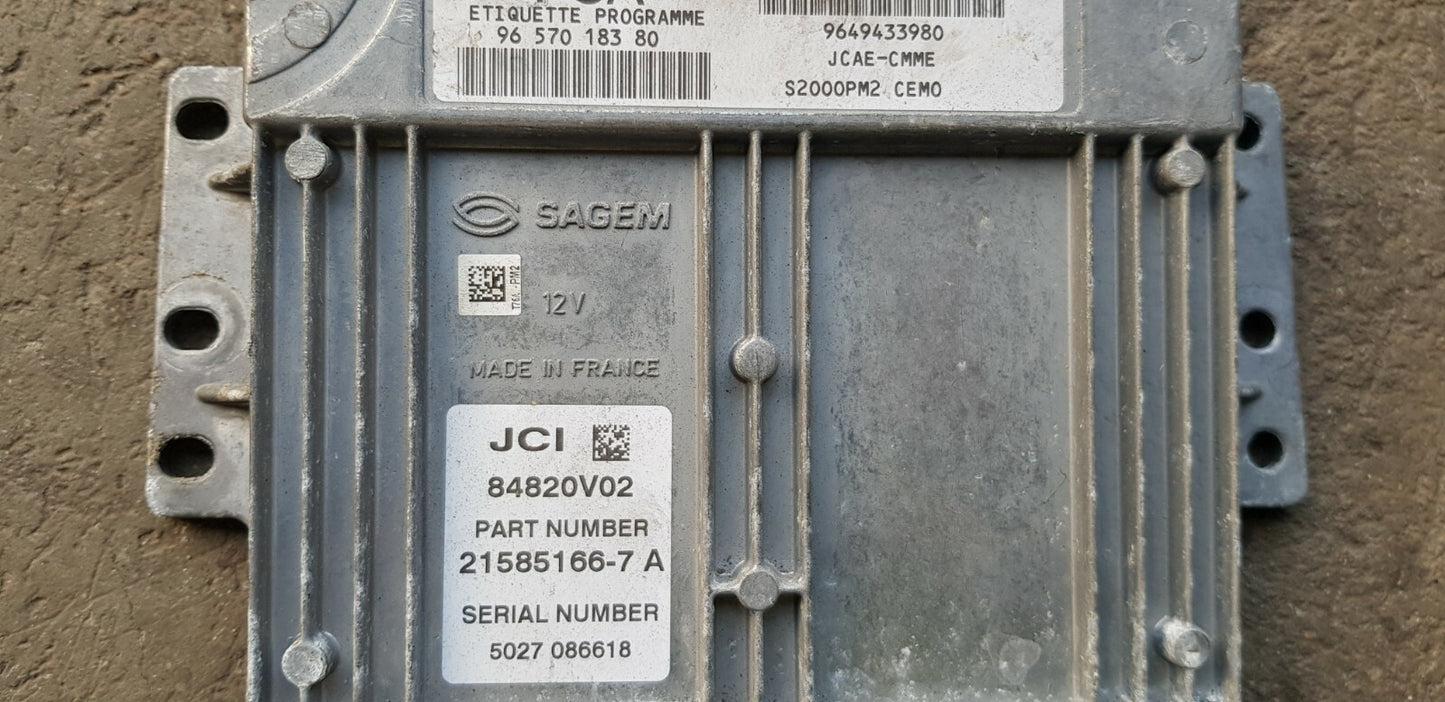 ETIQUETTE PROGRAMME
96 570 183 80
9649433980
JCAE-CMME
S2000PM2 CEMO
SAGEM
12V
MADE IN FRANCE
JCI
84820V02
PART NUMBER
21585166-7 A
SERIAL NUMBER
5027 086618